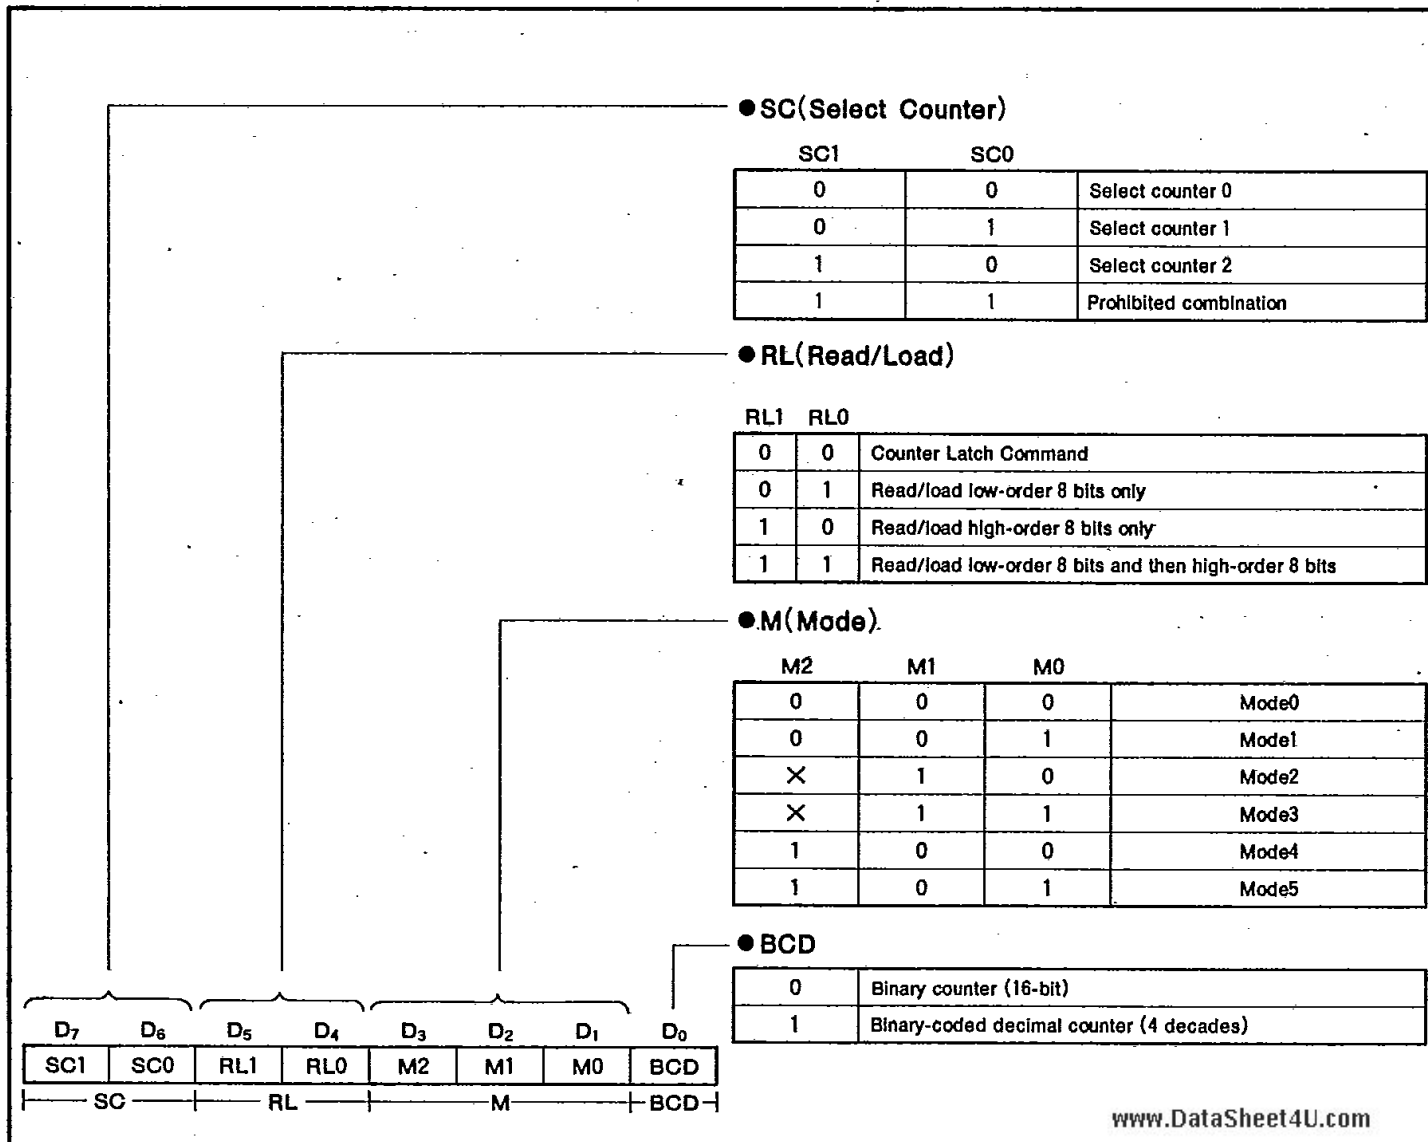 ●SC(Select Counter)
SC1 SC0
0 0 Select counter 0
0 1 Select counter 1
1 0 Select counter 2
1 1 Prohibited combination
●RL(Read/Load)
RL1 RL0
0 0 Counter Latch Command
0 1 Read/load low-order 8 bits only
1 0 Read/load high-order 8 bits only
1 1 Read/load low-order 8 bits and then high-order 8 bits
●M(Mode)
M2 M1 M0
0 0 0 Mode0
0 0 1 Mode1
× 1 0 Mode2
× 1 1 Mode3
1 0 0 Mode4
1 0 1 Mode5
●BCD
0 Binary counter (16-bit)
1 Binary-coded decimal counter (4 decades)
D₇ D₆ D₅ D₄ D₃ D₂ D₁ D₀
SC1 SC0 RL1 RL0 M2 M1 M0 BCD
SC RL M BCD
www.DataSheet4U.com